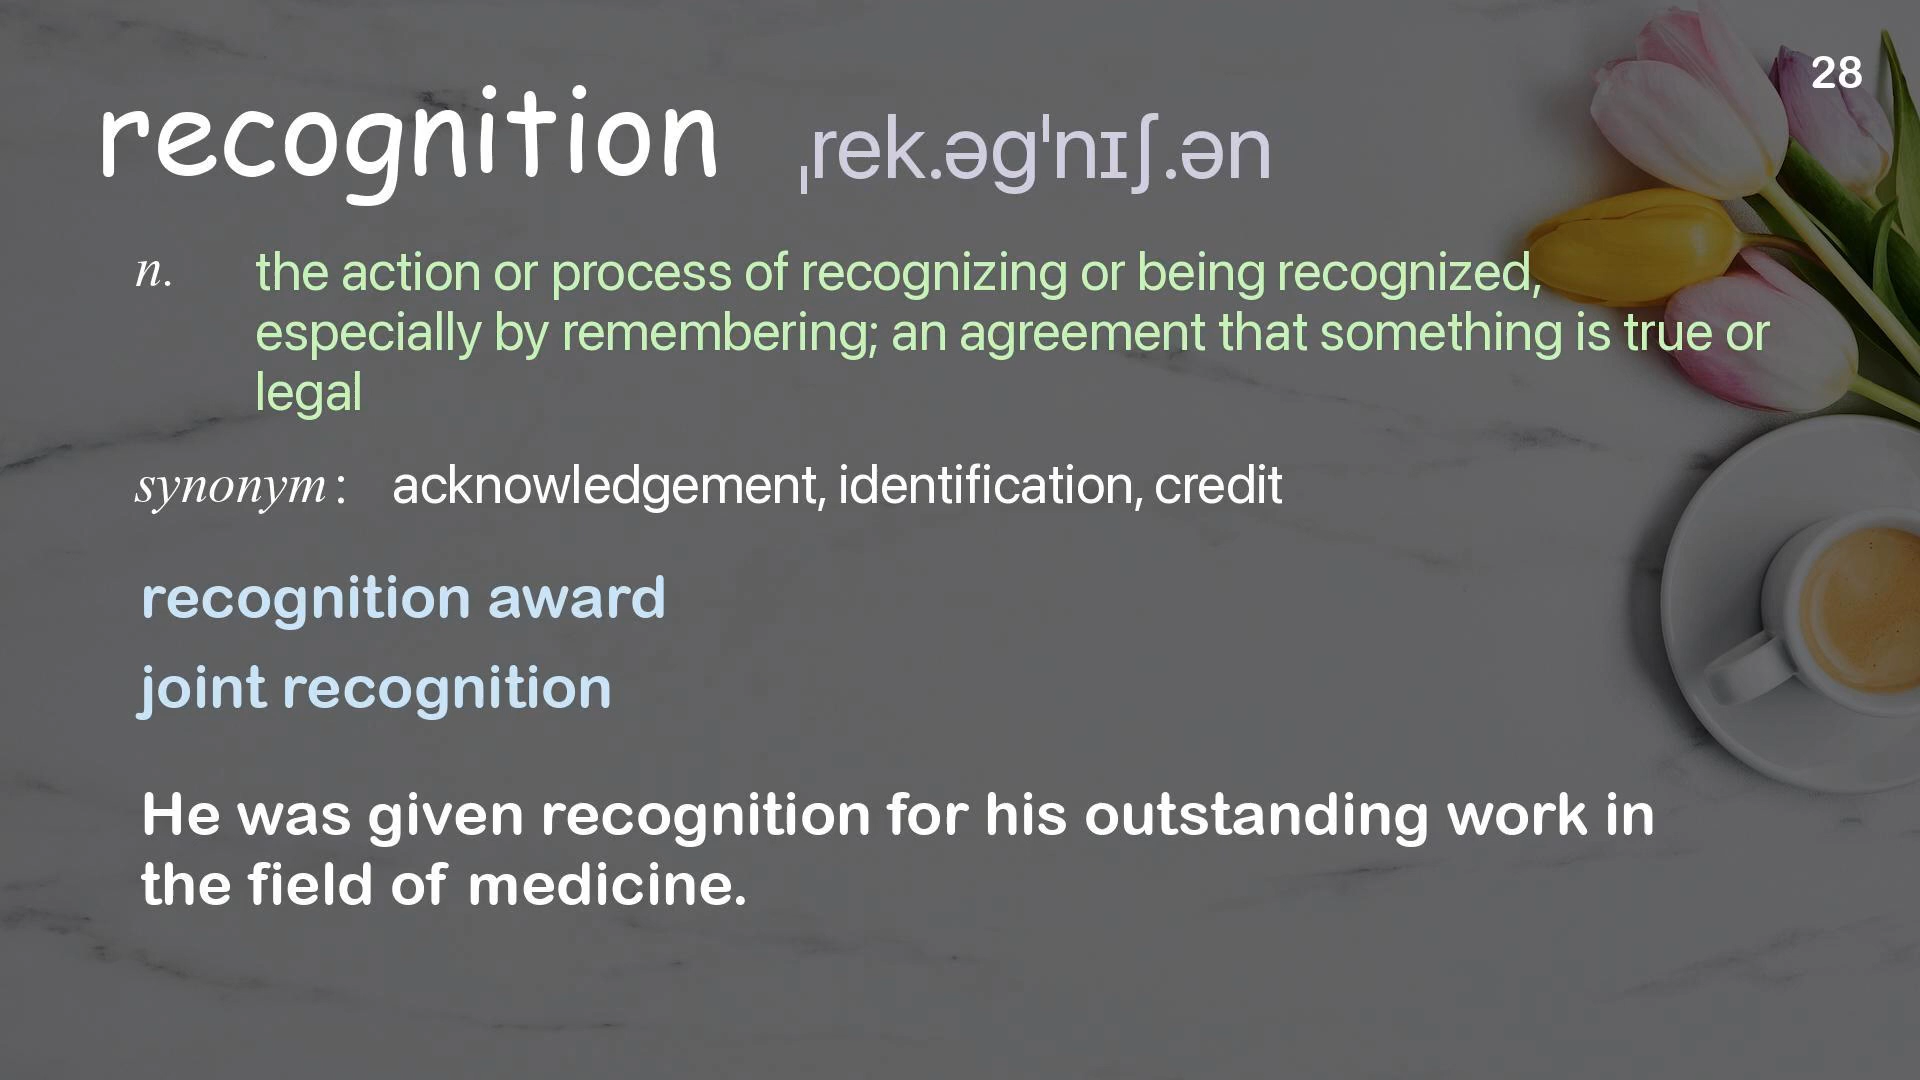 28
recognition ˌrek.əgˈnɪʃ.ən
n. the action or process of recognizing or being recognized,
especially by remembering; an agreement that something is true or
legal
synonym: acknowledgement, identification, credit
recognition award
joint recognition
He was given recognition for his outstanding work in
the field of medicine.